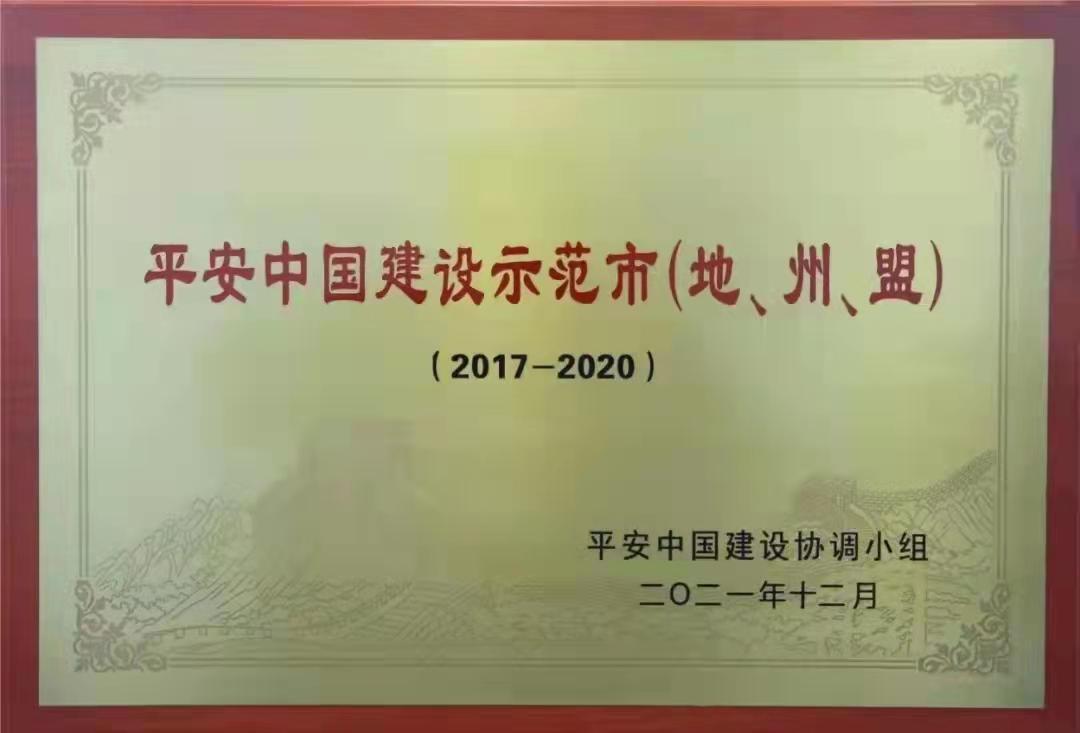 平安中国建设示范市(地、州、盟)
(2017-2020)
平安中国建设协调小组
二〇二一年十二月